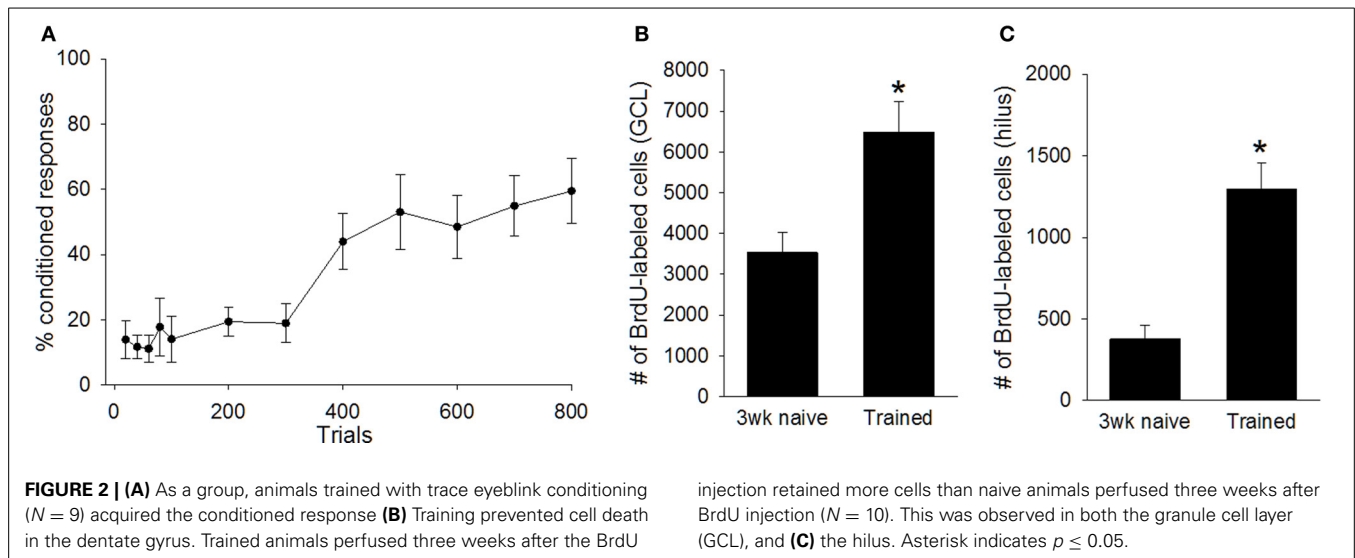 A
100
80
60
40
20
0
% conditioned responses
0 200 400 600 800
Trials
B
8000
7000
6000
5000
4000
3000
2000
1000
0
# of BrdU-labeled cells (GCL)
*
3wk naive Trained
C
2000
1500
1000
500
0
# of BrdU-labeled cells (hilus)
*
3wk naive Trained
FIGURE 2 | (A) As a group, animals trained with trace eyeblink conditioning
(N = 9) acquired the conditioned response (B) Training prevented cell death
in the dentate gyrus. Trained animals perfused three weeks after the BrdU
injection retained more cells than naive animals perfused three weeks after
BrdU injection (N = 10). This was observed in both the granule cell layer
(GCL), and (C) the hilus. Asterisk indicates p ≤ 0.05.